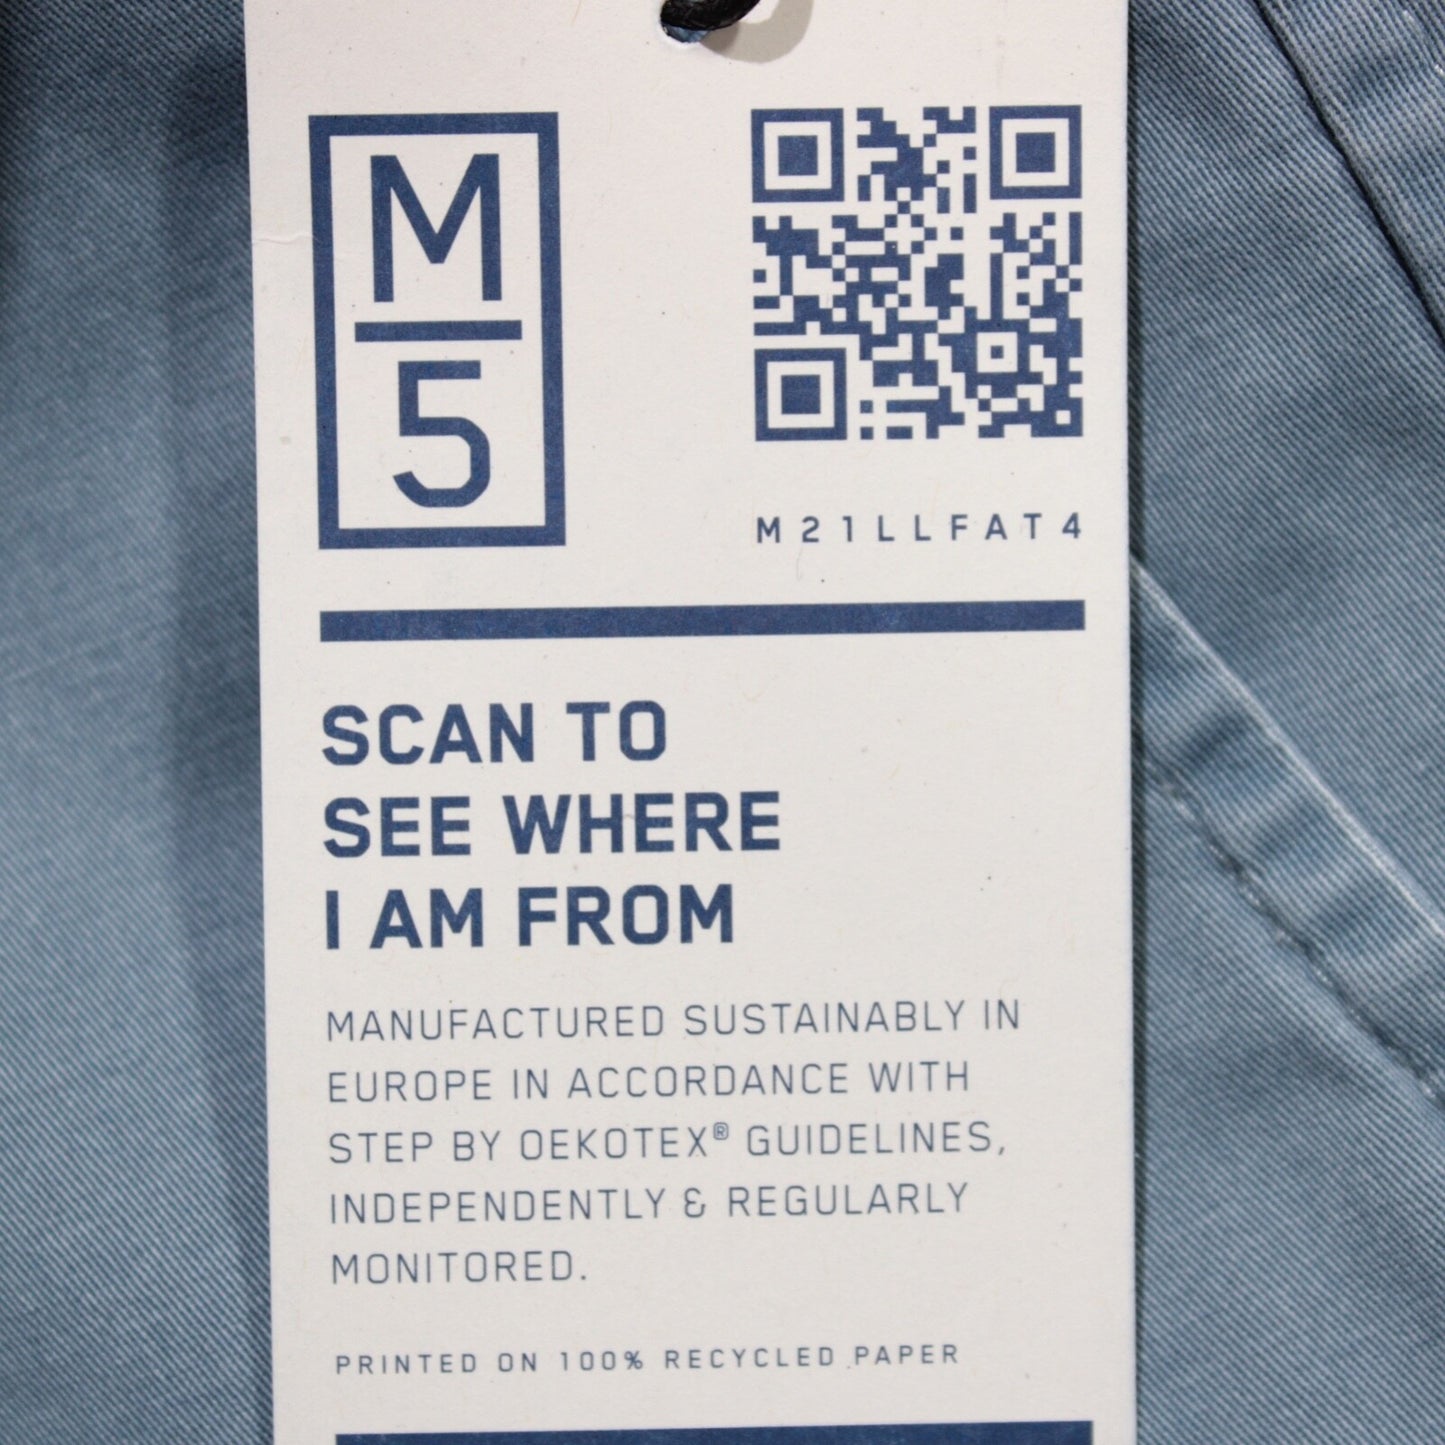 M
5
M21LLFAT4
SCAN TO
SEE WHERE
I AM FROM
MANUFACTURED SUSTAINABLY IN
EUROPE IN ACCORDANCE WITH
STEP BY OEKOTEX® GUIDELINES,
INDEPENDENTLY & REGULARLY
MONITORED.
PRINTED ON 100% RECYCLED PAPER